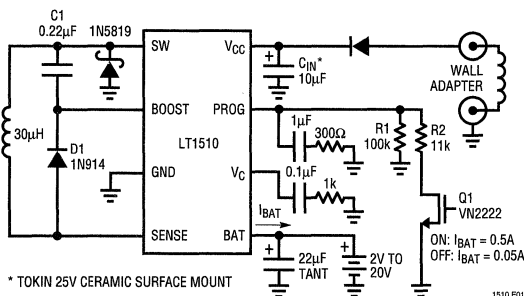 C1
0.22µF
1N5819
SW
VCC
CIN*
10µF
WALL
ADAPTER
BOOST
PROG
1µF
300Ω
R1
100k
R2
11k
30µH
D1
1N914
LT1510
GND
VC
0.1µF
1k
Q1
VN2222
IBAT
SENSE
BAT
ON: IBAT = 0.5A
OFF: IBAT = 0.05A
22µF
TANT
2V TO
20V
* TOKIN 25V CERAMIC SURFACE MOUNT
1510 F01